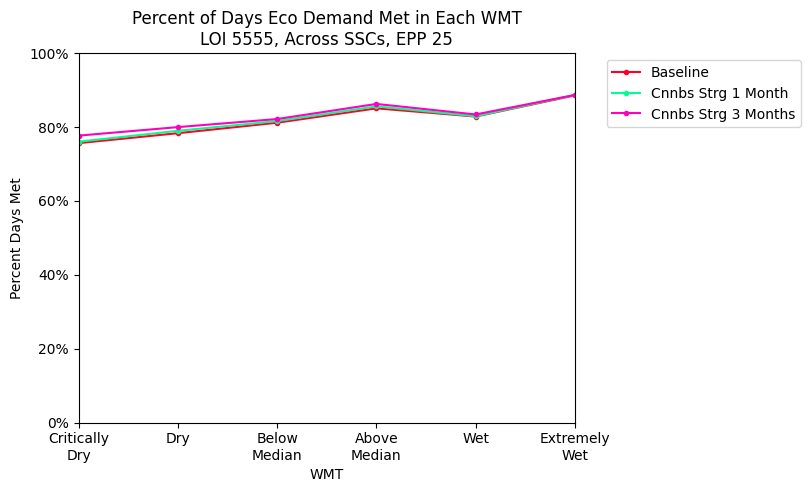 Percent of Days Eco Demand Met in Each WMT
LOI 5555, Across SSCs, EPP 25
100%
80%
60%
40%
20%
0%
Percent Days Met
Critically
Dry
Dry
Below
Median
Above
Median
Wet
Extremely
Wet
WMT
Baseline
Cnnbs Strg 1 Month
Cnnbs Strg 3 Months